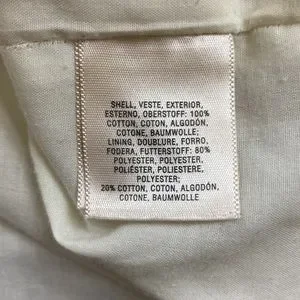 SHELL, VESTE, EXTERIOR,
ESTERNO, OBERSTOFF: 100%
COTTON, COTON, ALGODÓN,
COTONE, BAUMWOLLE;
LINING, DOUBLURE, FORRO,
FODERA, FUTTERSTOFF: 80%
POLYESTER, POLYESTER,
POLIÉSTER, POLIESTERE,
POLYESTER;
20% COTTON, COTON, ALGODÓN,
COTONE, BAUMWOLLE